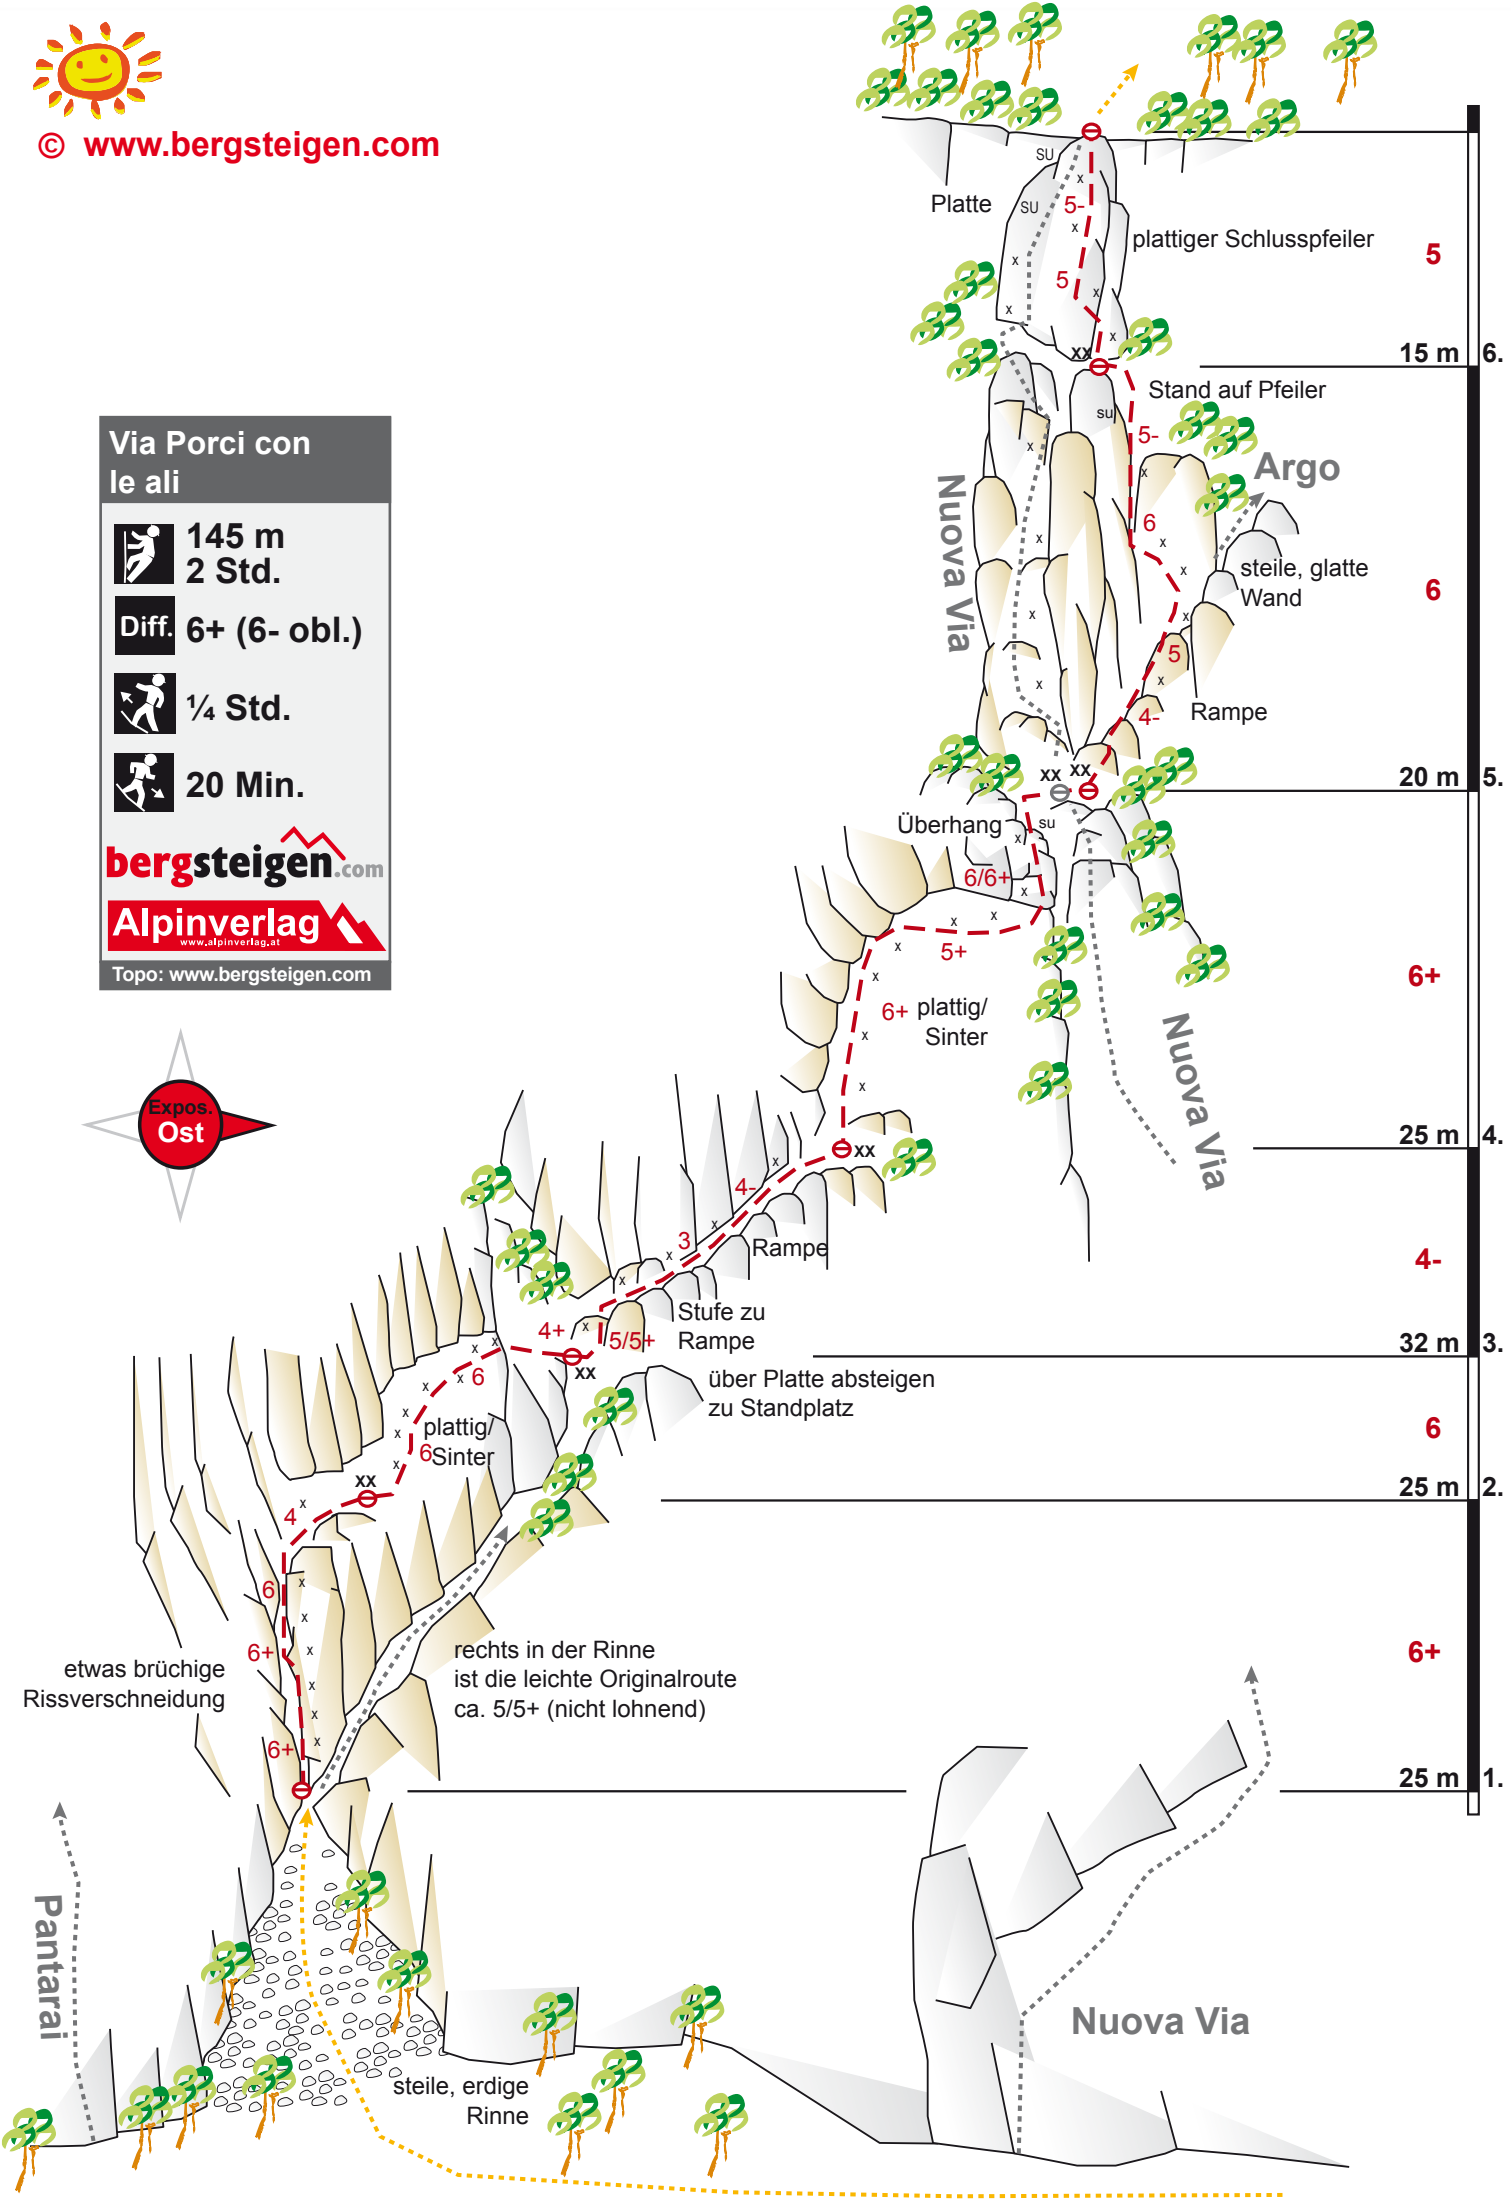 © www.bergsteigen.com
Via Porci con
le ali
145 m
2 Std.
Diff. 6+ (6- obl.)
¼ Std.
20 Min.
bergsteigen.com
Alpinverlag
www.alpinverlag.at
Topo: www.bergsteigen.com
Expos.
Ost
SU
Platte
SU
5-
plattiger Schlusspfeiler
5
5
xx
15 m 6.
Stand auf Pfeiler
su
5-
Argo
Nuova Via
6
steile, glatte
Wand
6
5
4-
Rampe
xx xx
20 m 5.
Überhang
su
6/6+
5+
6+
6+ plattig/
Sinter
Nuova Via
25 m 4.
xx
4-
3
Rampe
4-
Stufe zu
Rampe
4+
5/5+
xx
32 m 3.
über Platte absteigen
zu Standplatz
6
plattig/
6 Sinter
6
xx
25 m 2.
4
6
6+
etwas brüchige
Rissverschneidung
rechts in der Rinne
ist die leichte Originalroute
ca. 5/5+ (nicht lohnend)
6+
6+
25 m 1.
Pantarai
Nuova Via
steile, erdige
Rinne